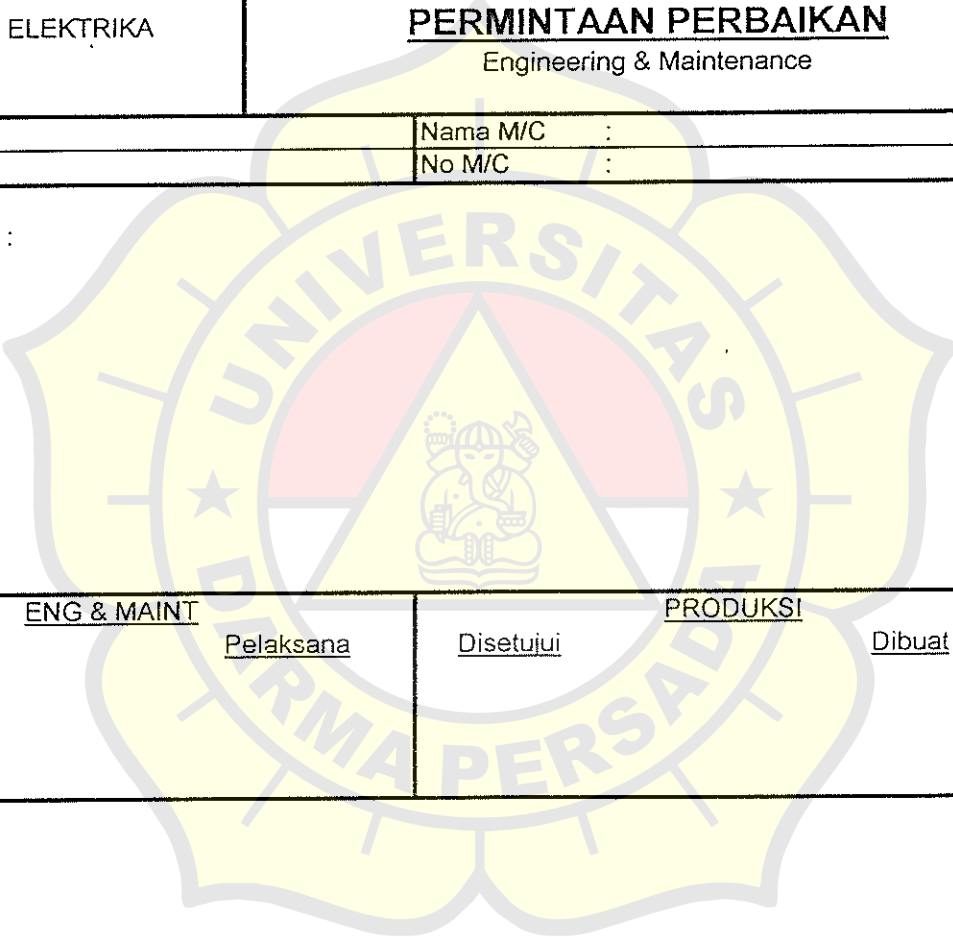 ELEKTRIKA
PERMINTAAN PERBAIKAN
Engineering & Maintenance
Nama M/C :
No M/C :
:
UNIVERSITAS
DARMA PERSADA
ENG & MAINT
PRODUKSI
Pelaksana
Disetujui
Dibuat